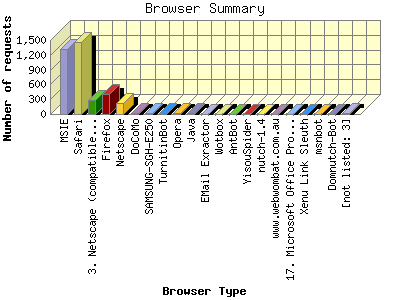 Browser Summary
Number of requests
1,500
1,200
900
600
300
0
MSIE
Safari
3. Netscape (compatible...
Firefox
Netscape
DoCoMo
SAMSUNG-SGH-E250
TurnitinBot
Opera
Java
EMail Exractor
Wotbox
AntBot
YisouSpider
nutch-1.4
www.webwombat.com.au
17. Microsoft Office Pro...
Xenu Link Sleuth
msnbot
Domnutch-Bot
[not listed: 3]
Browser Type